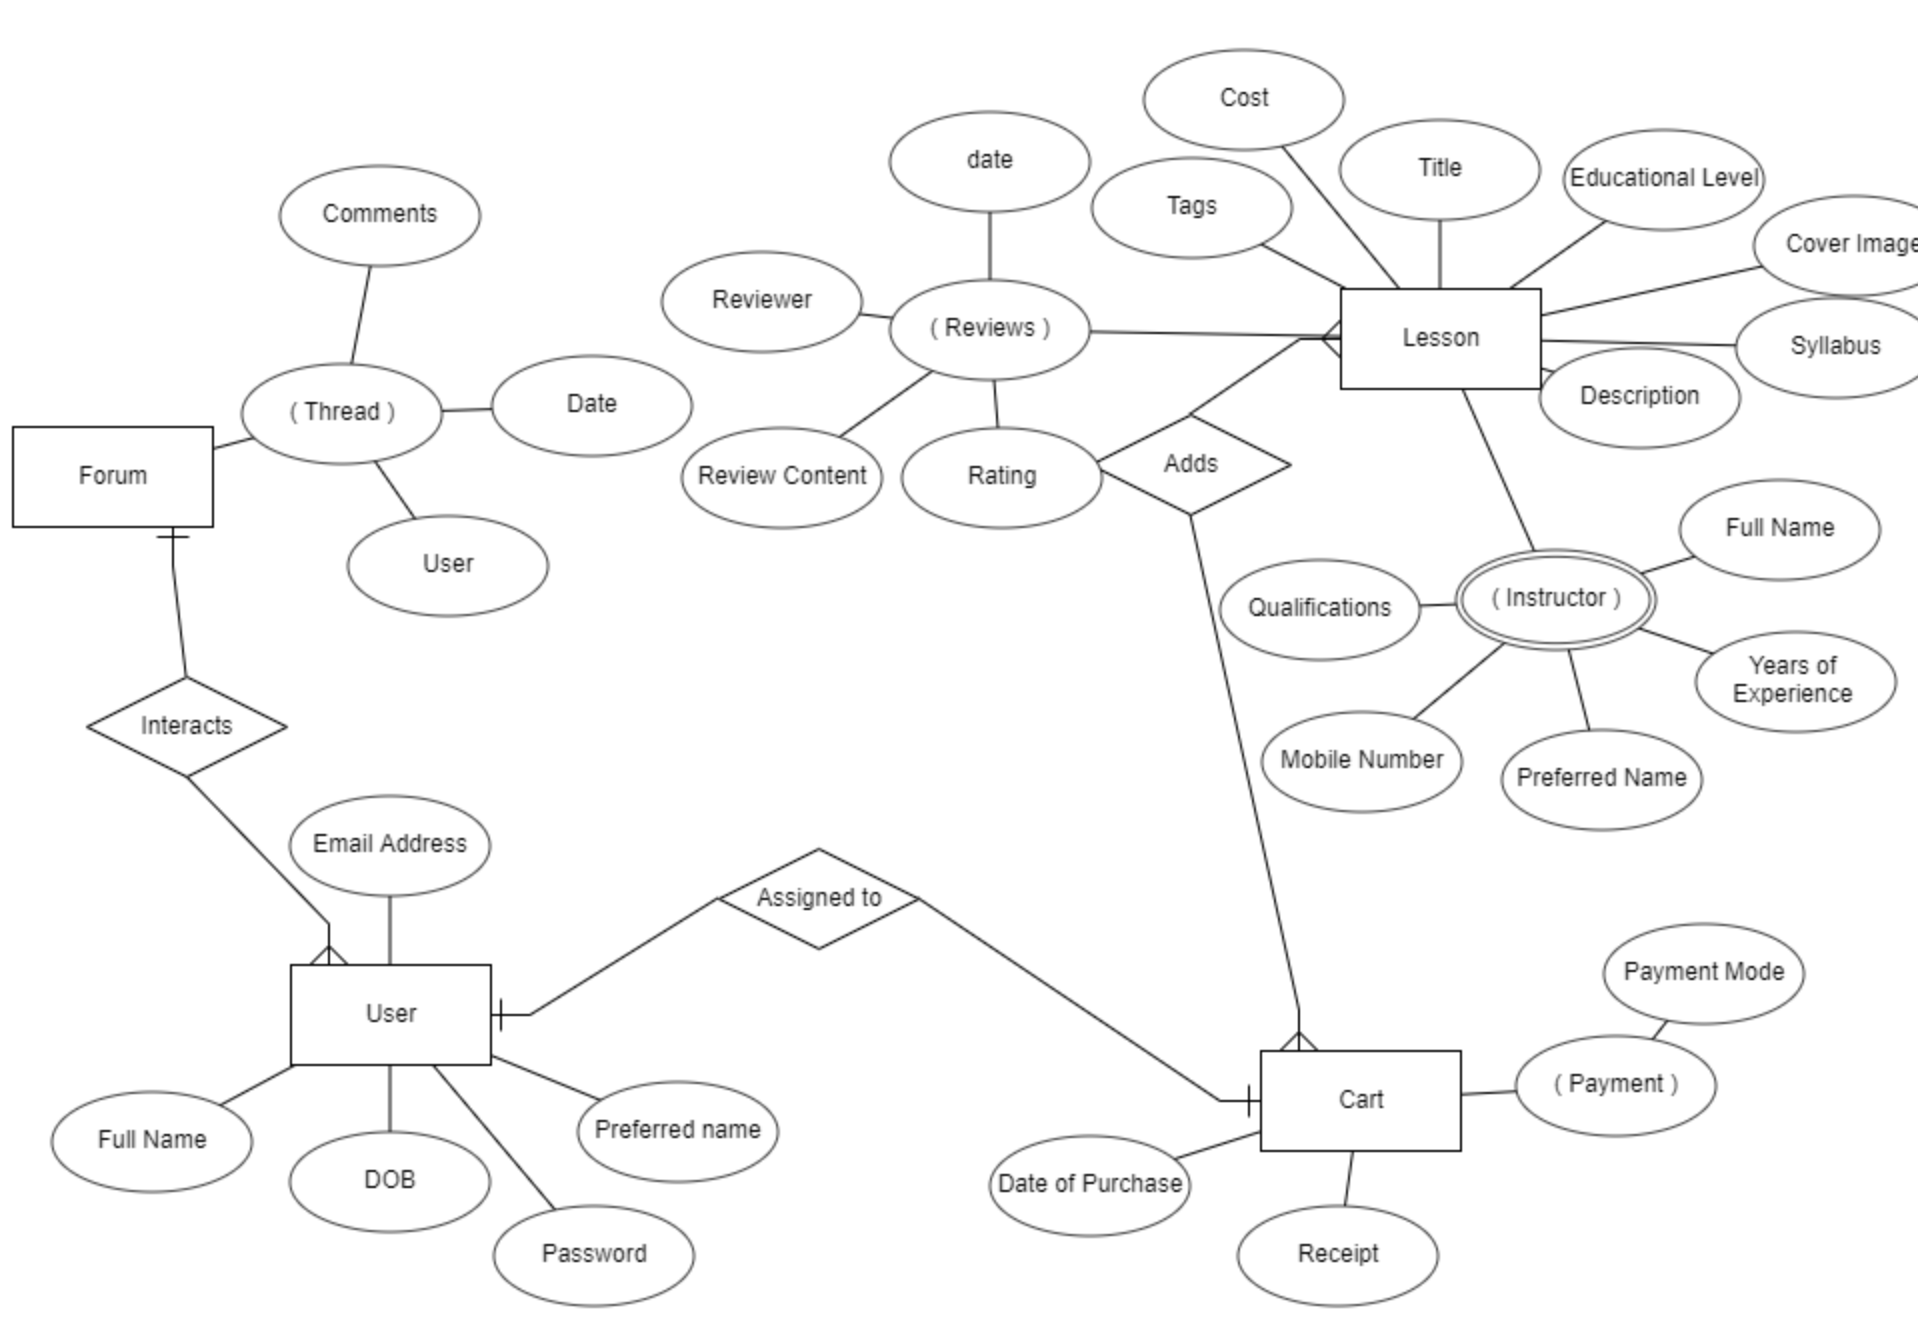 Cost
date
Title
Educational Level
Tags
Comments
Cover Image
Reviewer
( Reviews )
Lesson
Syllabus
( Thread )
Date
Description
Forum
Review Content
Rating
Adds
Full Name
User
Qualifications
( Instructor )
Years of
Experience
Interacts
Mobile Number
Preferred Name
Email Address
Assigned to
Payment Mode
User
Cart
( Payment )
Full Name
Preferred name
DOB
Date of Purchase
Password
Receipt